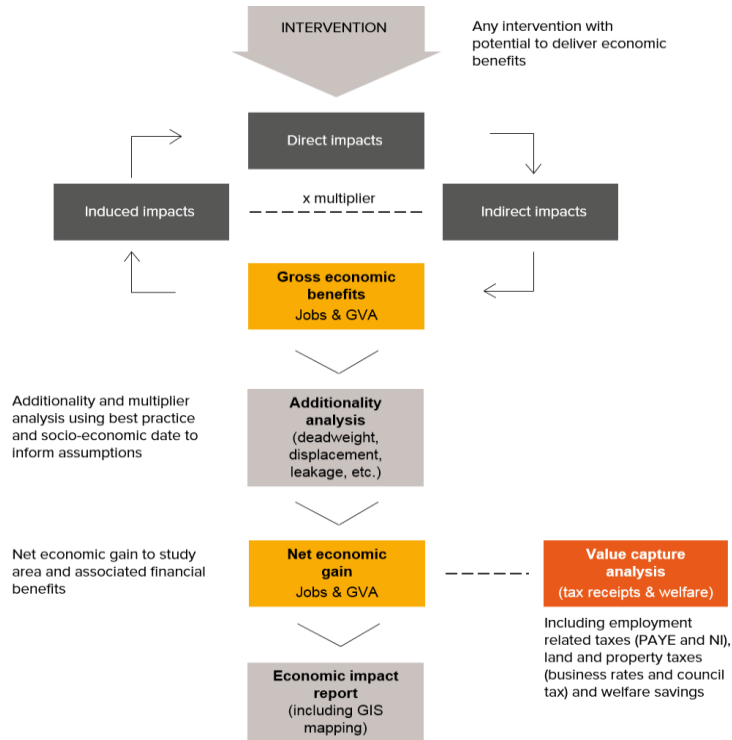 INTERVENTION
Any intervention with
potential to deliver economic
benefits
Direct impacts
Induced impacts
x multiplier
Indirect impacts
Gross economic
benefits
Jobs & GVA
Additionality and multiplier
analysis using best practice
and socio-economic date to
inform assumptions
Additionality
analysis
(deadweight,
displacement,
leakage, etc.)
Net economic gain to study
area and associated financial
benefits
Net economic
gain
Jobs & GVA
Value capture
analysis
(tax receipts & welfare)
Including employment
related taxes (PAYE and NI),
land and property taxes
(business rates and council
tax) and welfare savings
Economic impact
report
(including GIS
mapping)